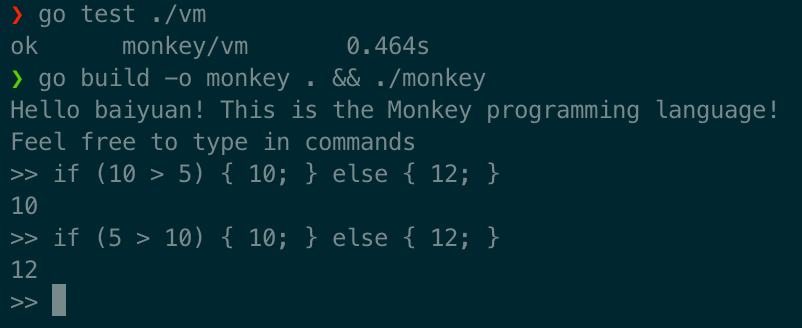 ❯ go test ./vm
ok      monkey/vm       0.464s
❯ go build -o monkey . && ./monkey
Hello baiyuan! This is the Monkey programming language!
Feel free to type in commands
>> if (10 > 5) { 10; } else { 12; }
10
>> if (5 > 10) { 10; } else { 12; }
12
>>